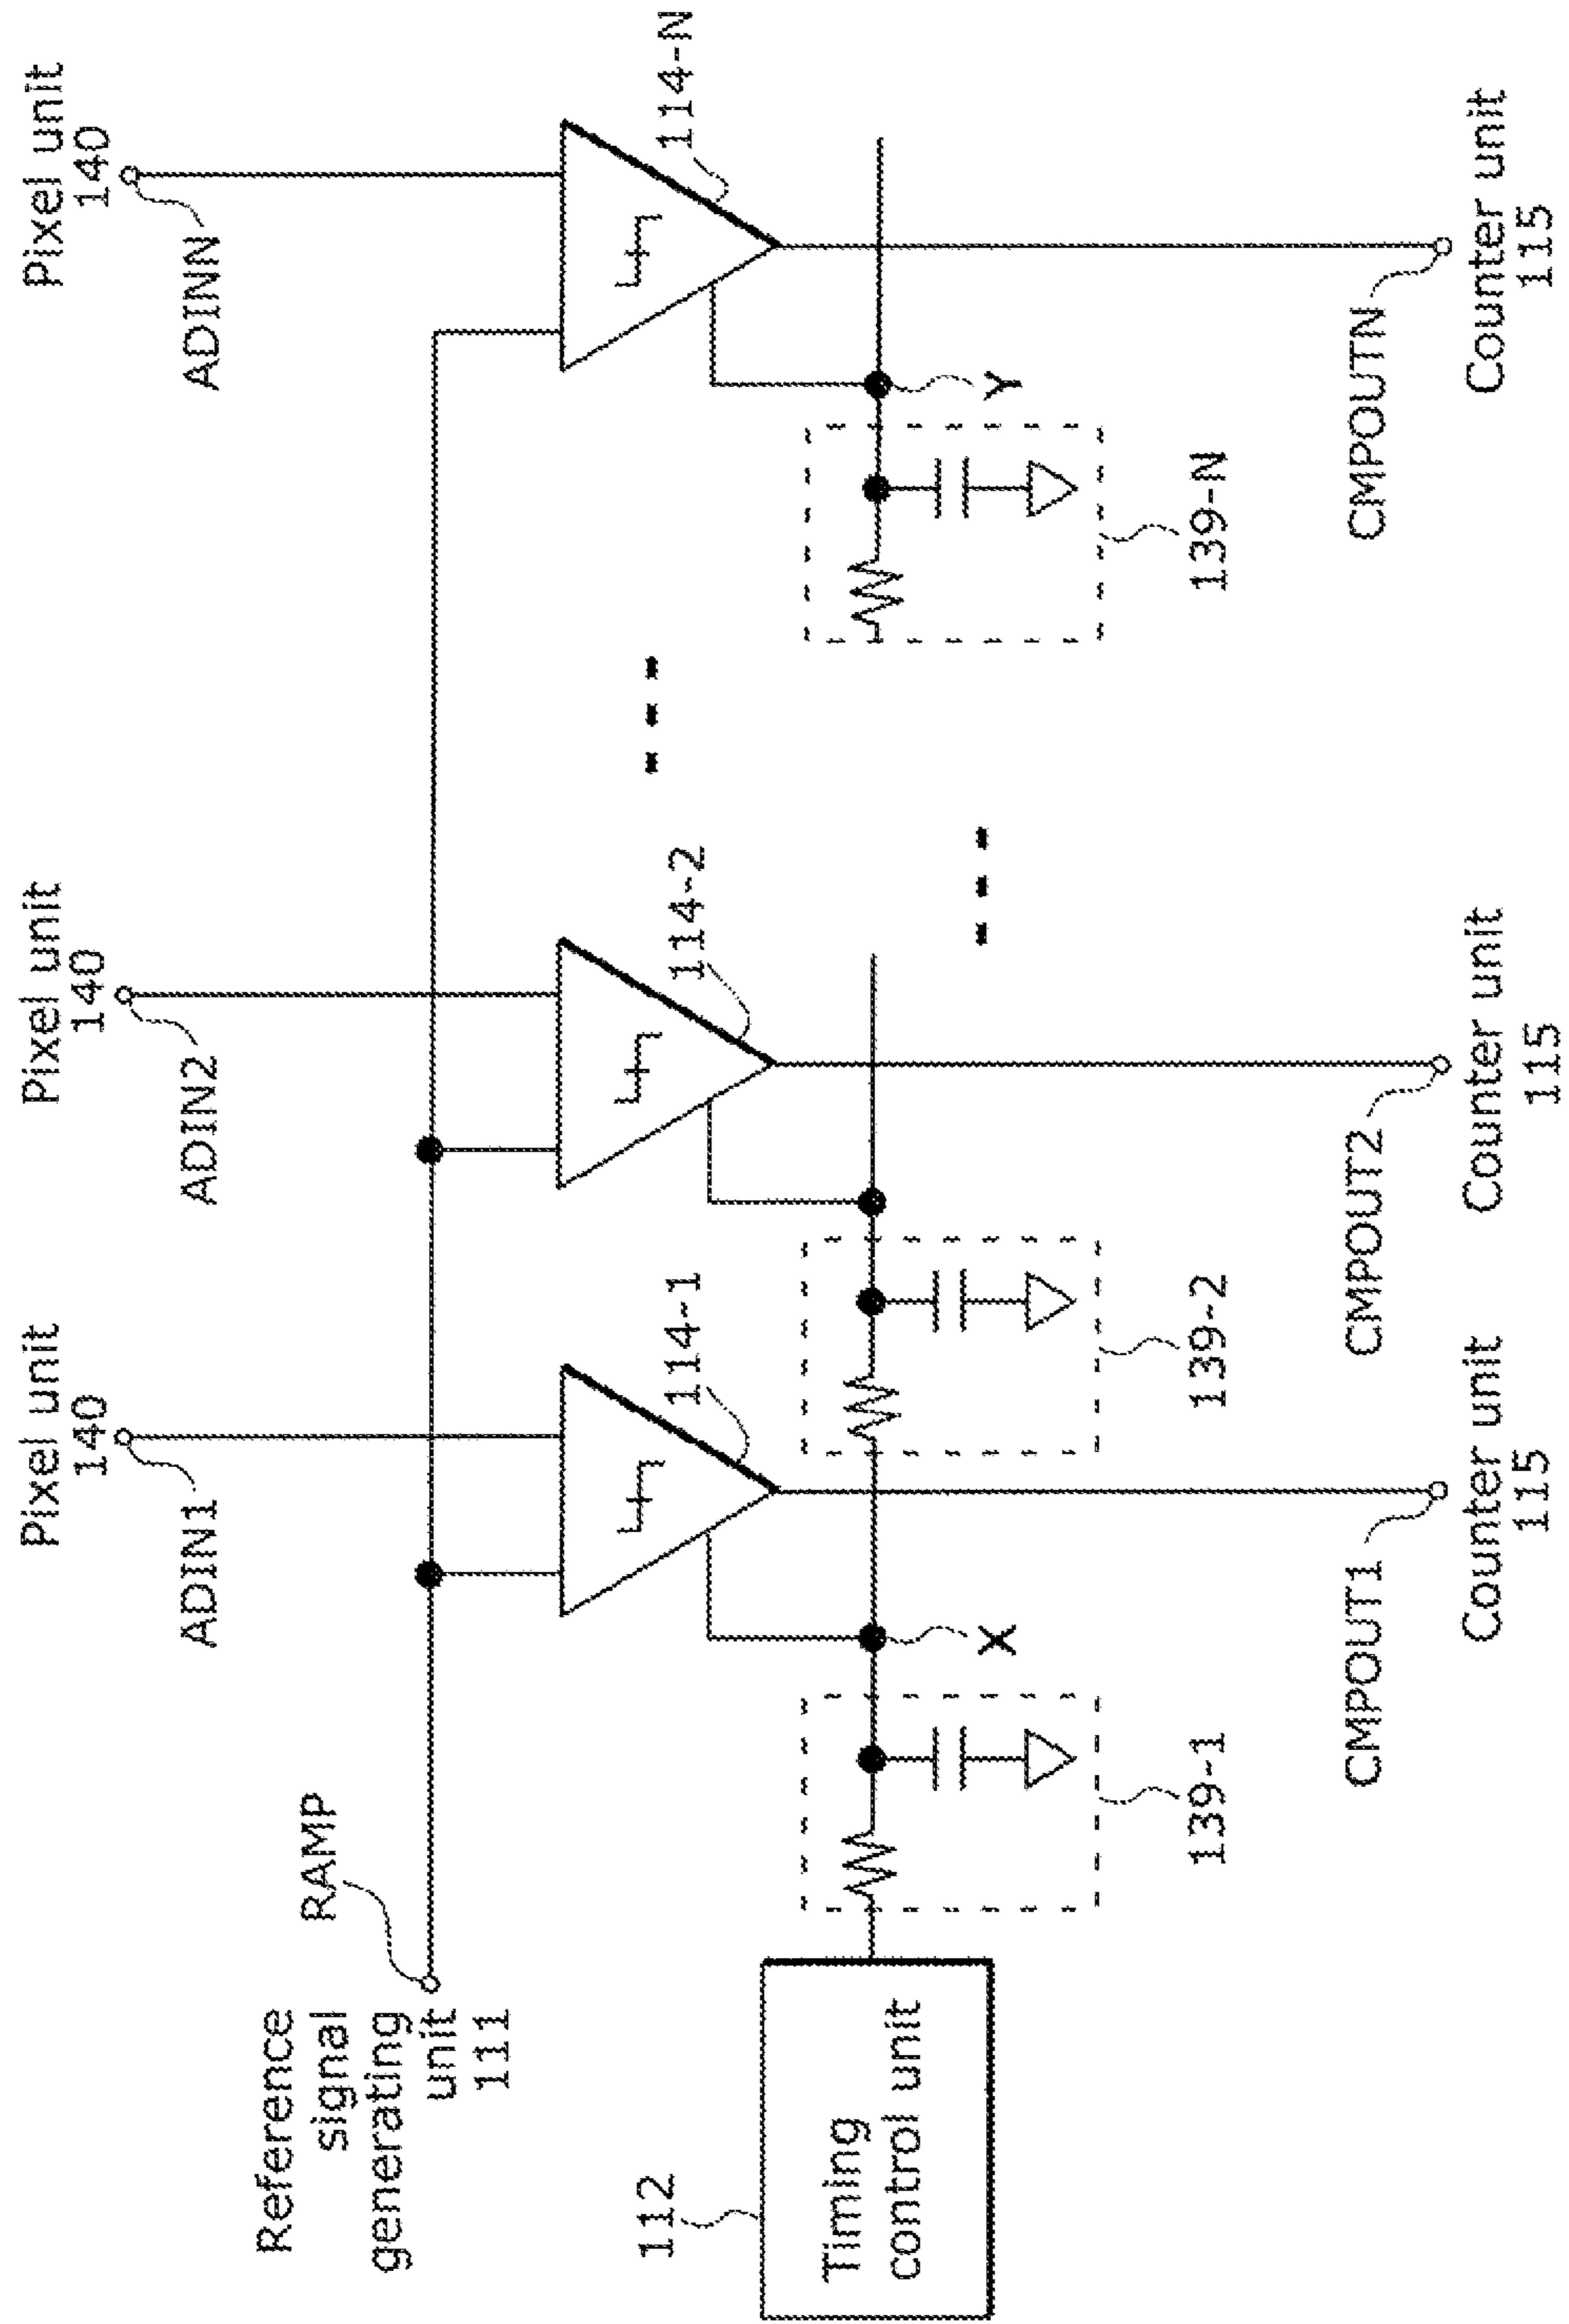 Pixel unit
140
Pixel unit
140
Pixel unit
140
ADIN1
ADIN2
ADINN
Reference
signal
generating
unit
111
RAMP
114-1
114-2
114-N
112
Timing
control unit
X
Y
139-1
139-2
139-N
CMPOUT1
CMPOUT2
CMPOUTN
Counter unit
115
Counter unit
115
Counter unit
115